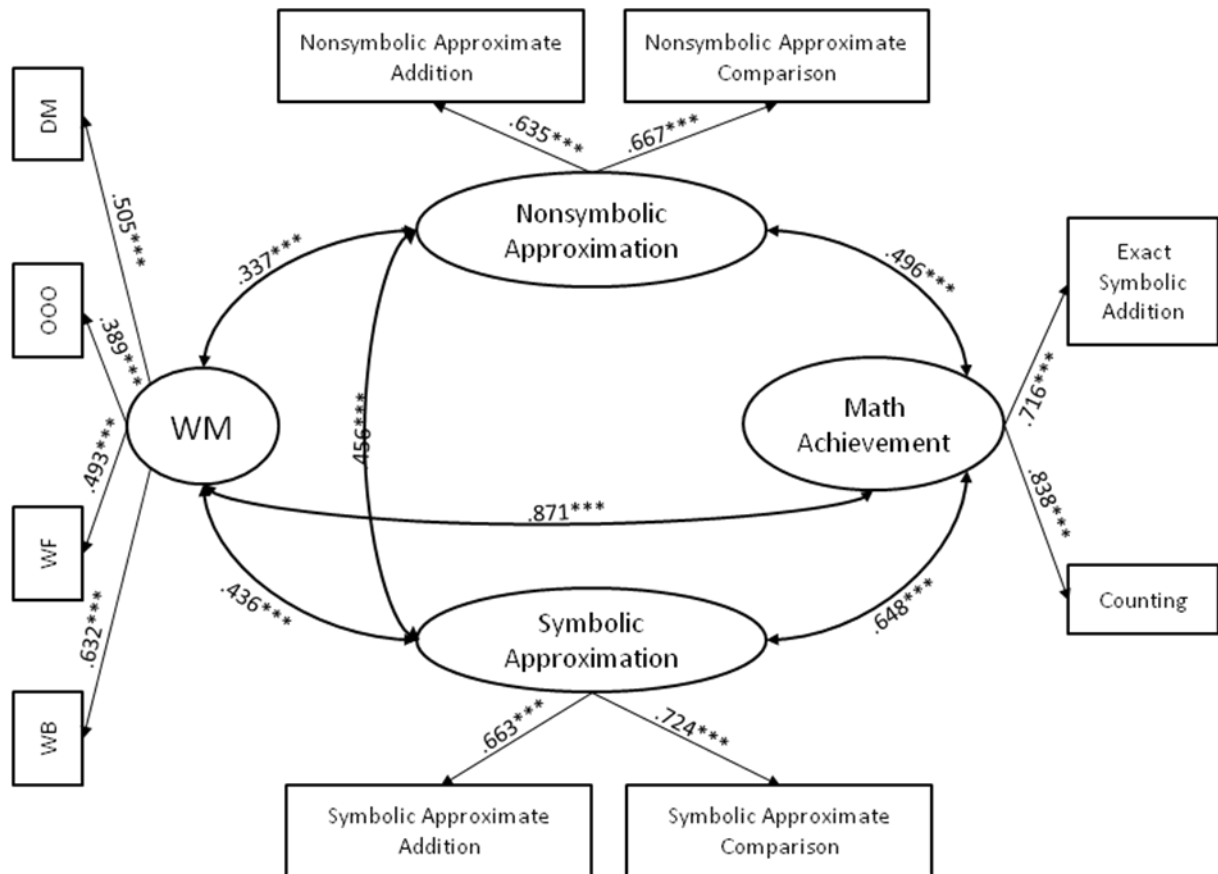 Nonsymbolic Approximate
Addition
Nonsymbolic Approximate
Comparison
DM
.635***
.667***
.505***
Nonsymbolic
Approximation
.337***
.496***
Exact
Symbolic
Addition
OOO
.389***
WM
.456***
Math
Achievement
.716***
.493***
.871***
.838***
WF
.436***
.648***
Counting
.632***
Symbolic
Approximation
WB
.663***
.724***
Symbolic Approximate
Addition
Symbolic Approximate
Comparison